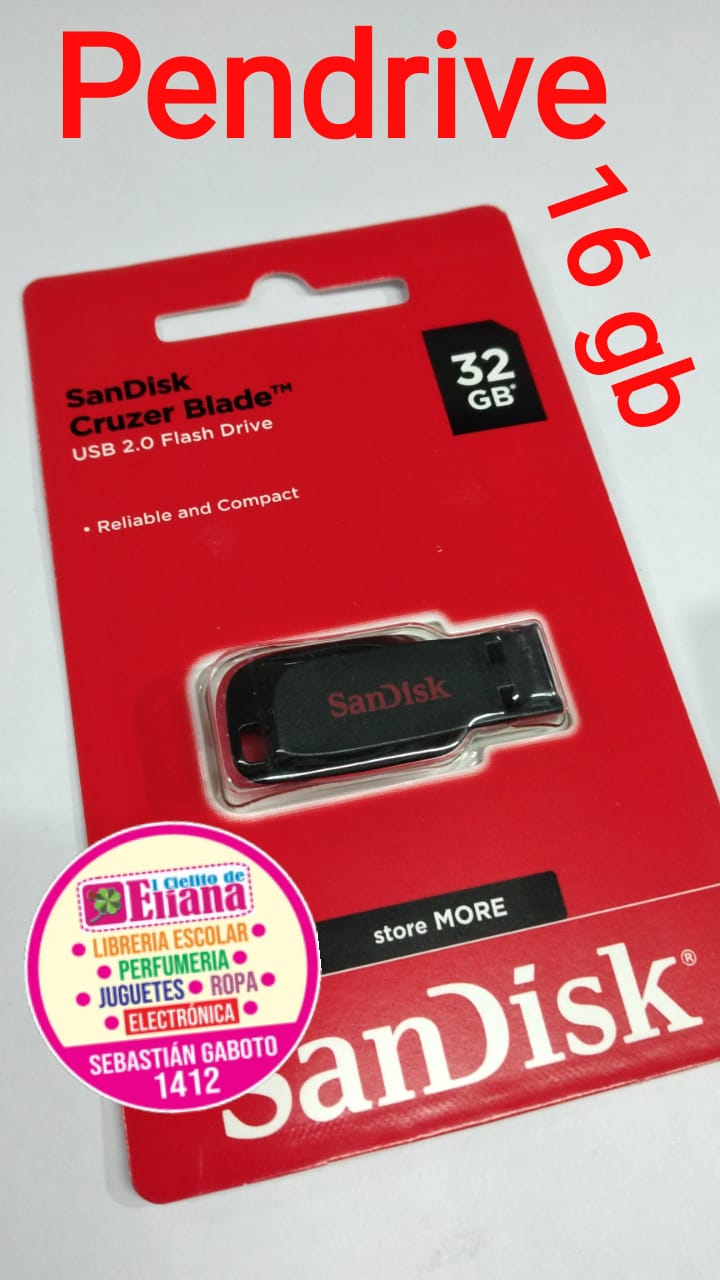 Pendrive
16 gb
32
GB*
SanDisk
Cruzer Blade™
USB 2.0 Flash Drive
• Reliable and Compact
SanDisk
store MORE
SanDisk®
l Cielito de
Eliana
• LIBRERIA ESCOLAR •
• PERFUMERIA •
• JUGUETES • ROPA •
• ELECTRÓNICA •
SEBASTIÁN GABOTO
1412